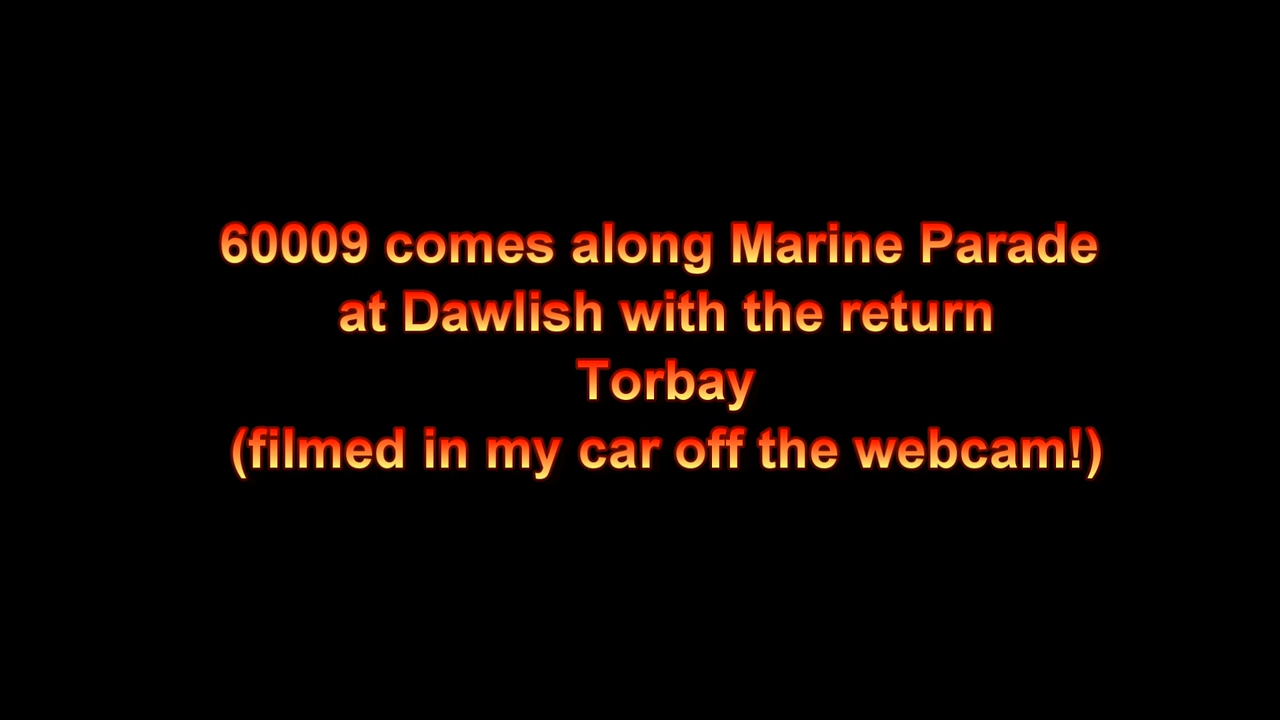 60009 comes along Marine Parade
at Dawlish with the return
Torbay
(filmed in my car off the webcam!)